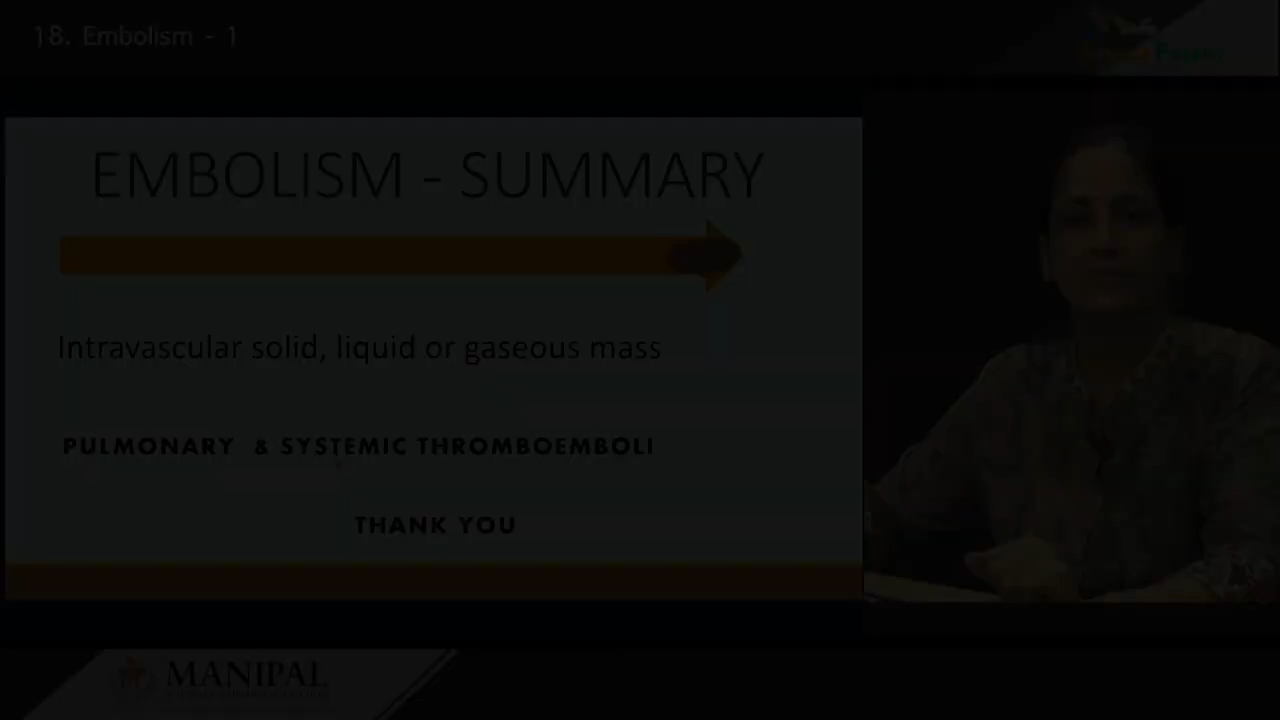 18. Embolism - 1
EMBOLISM - SUMMARY
Intravascular solid, liquid or gaseous mass
PULMONARY & SYSTEMIC THROMBOEMBOLI
THANK YOU
MANIPAL